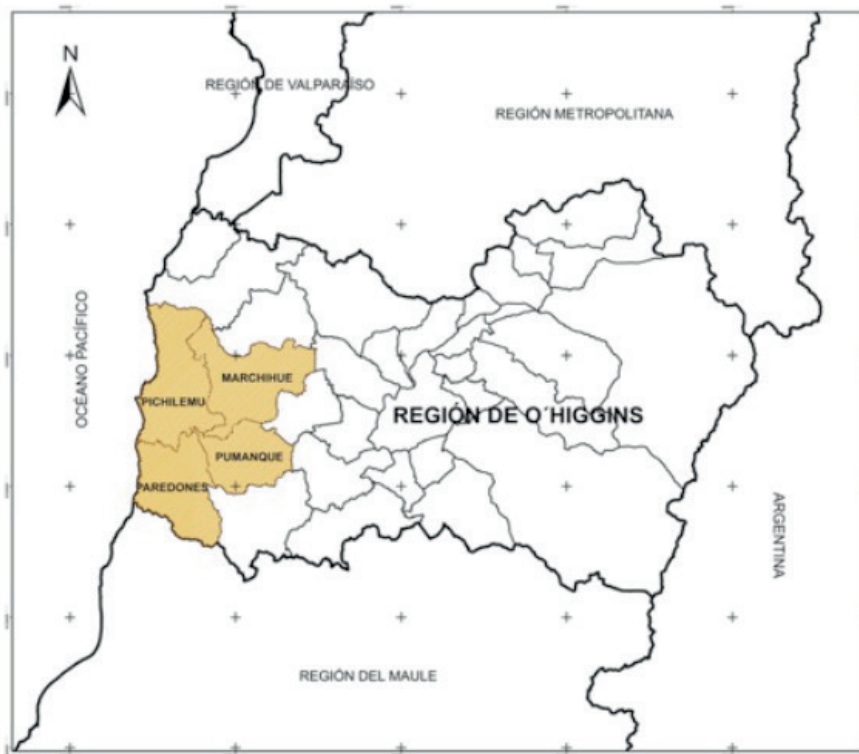 N
REGIÓN DE VALPARAÍSO
REGIÓN METROPOLITANA
OCÉANO PACÍFICO
MARCHIHUE
PICHILEMU
REGIÓN DE O´HIGGINS
PUMANQUE
PAREDONES
ARGENTINA
REGIÓN DEL MAULE